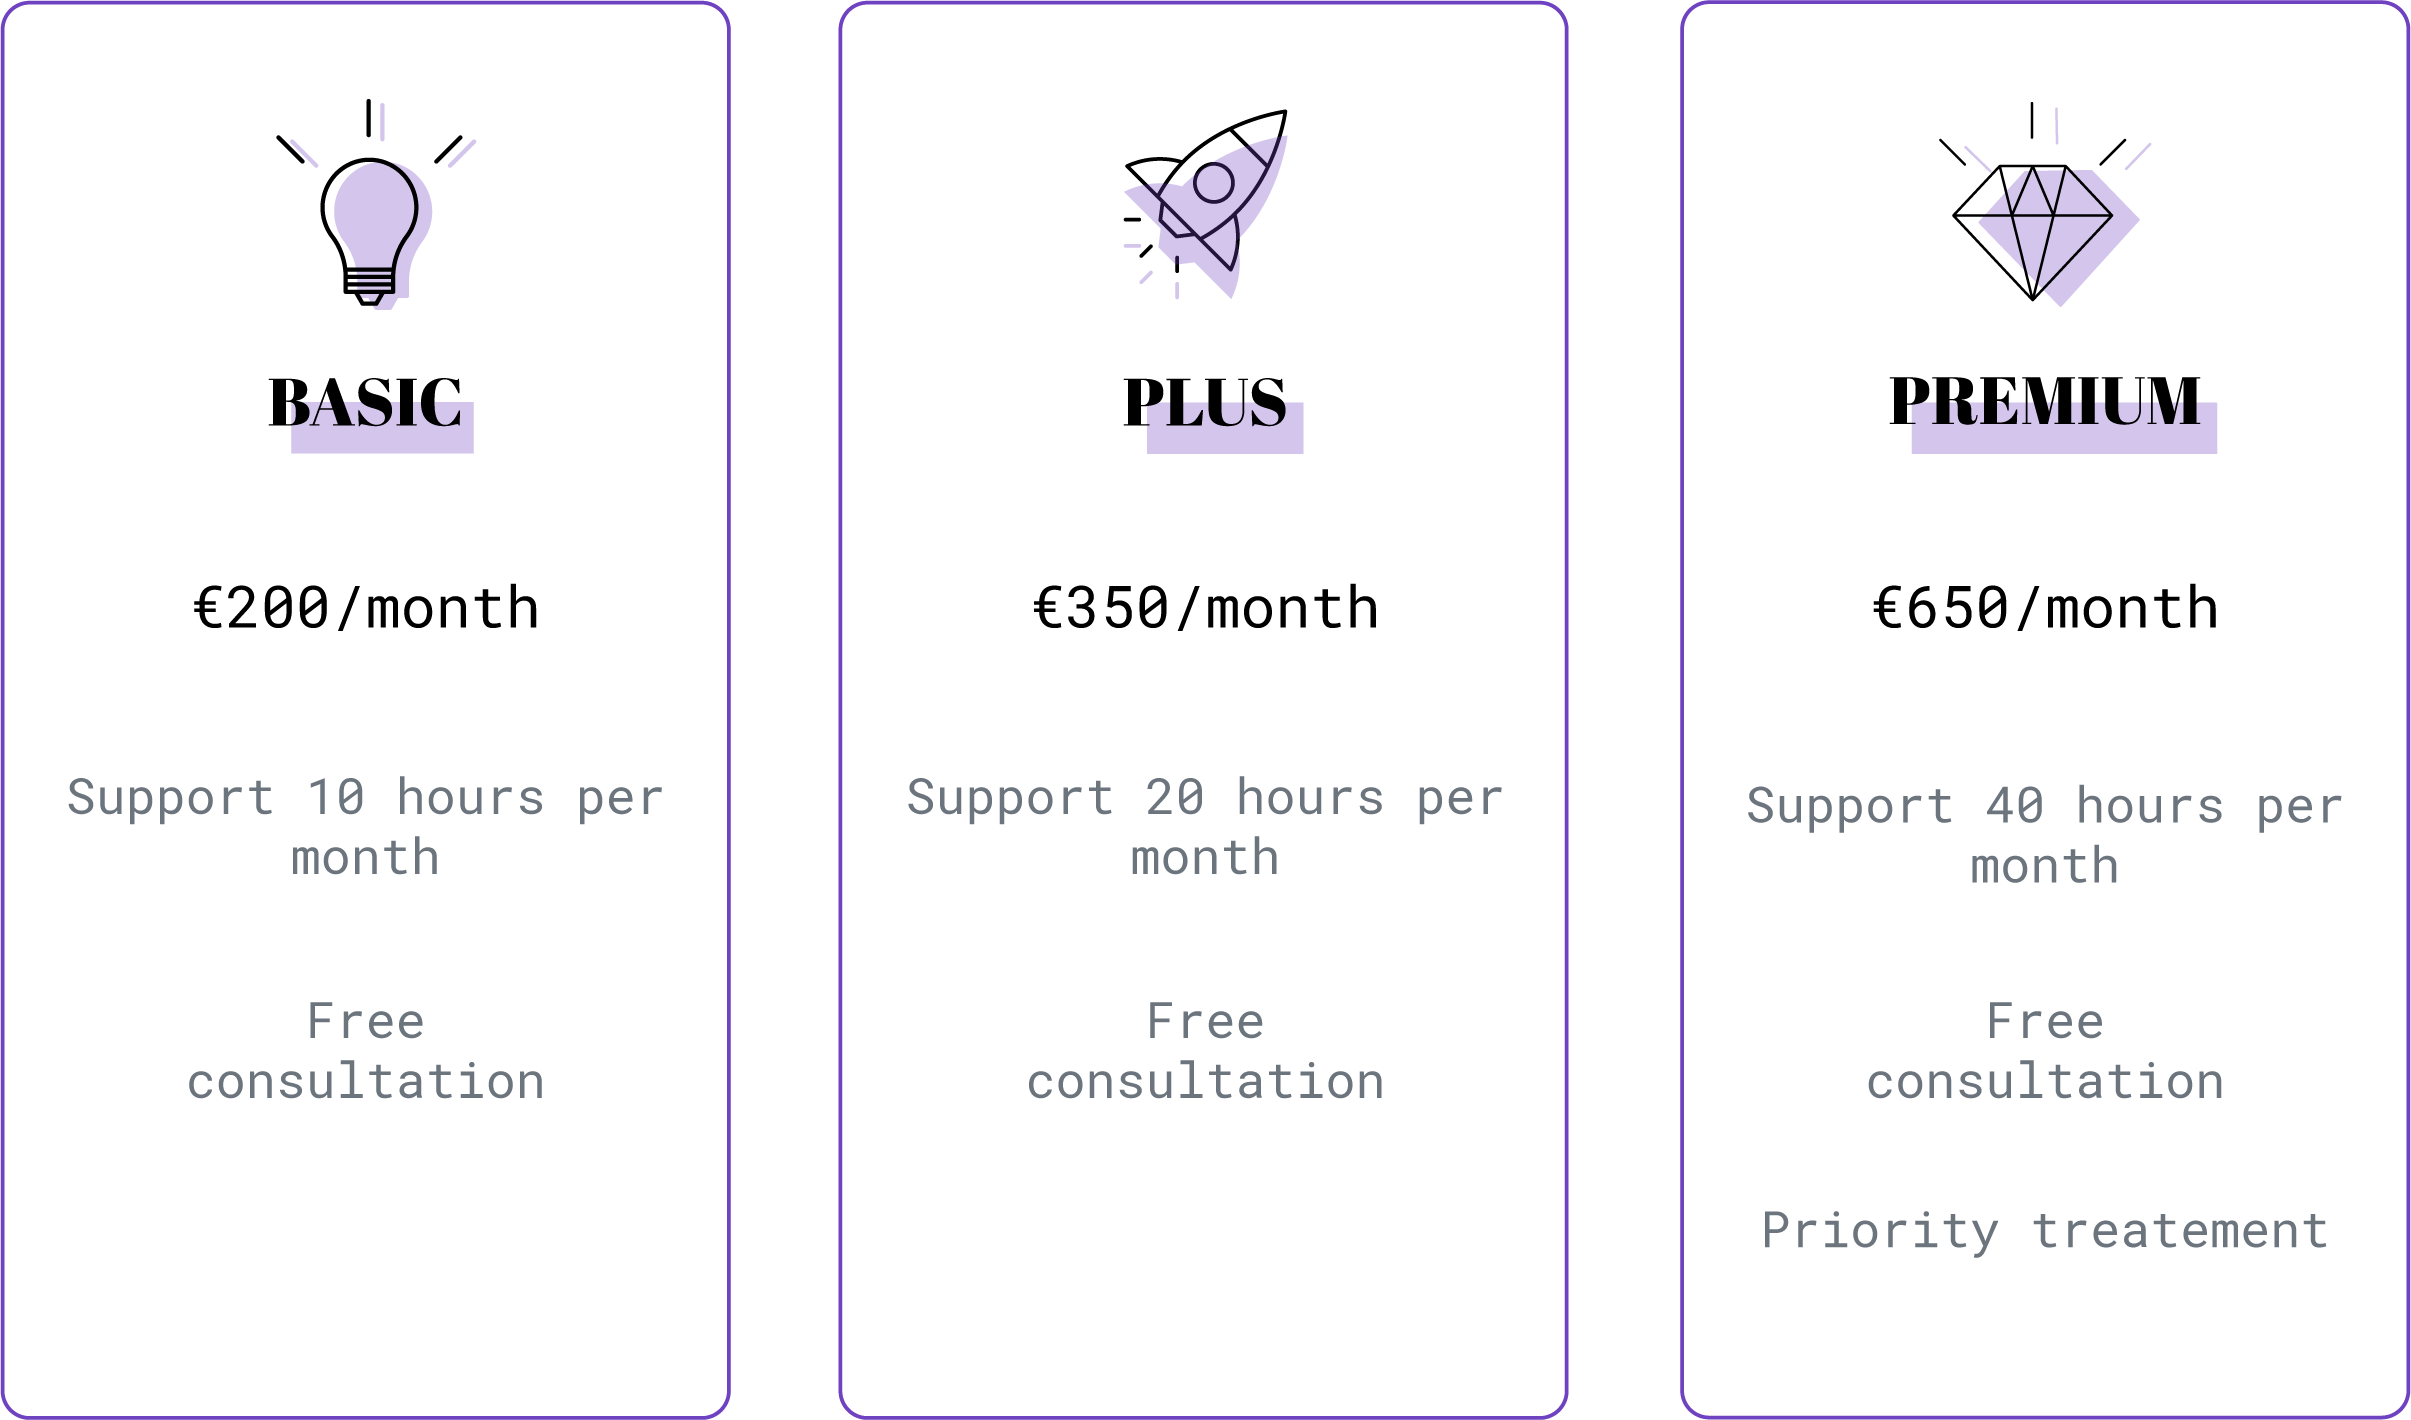 BASIC
€200/month
Support 10 hours per
month
Free
consultation
PLUS
€350/month
Support 20 hours per
month
Free
consultation
PREMIUM
€650/month
Support 40 hours per
month
Free
consultation
Priority treatement